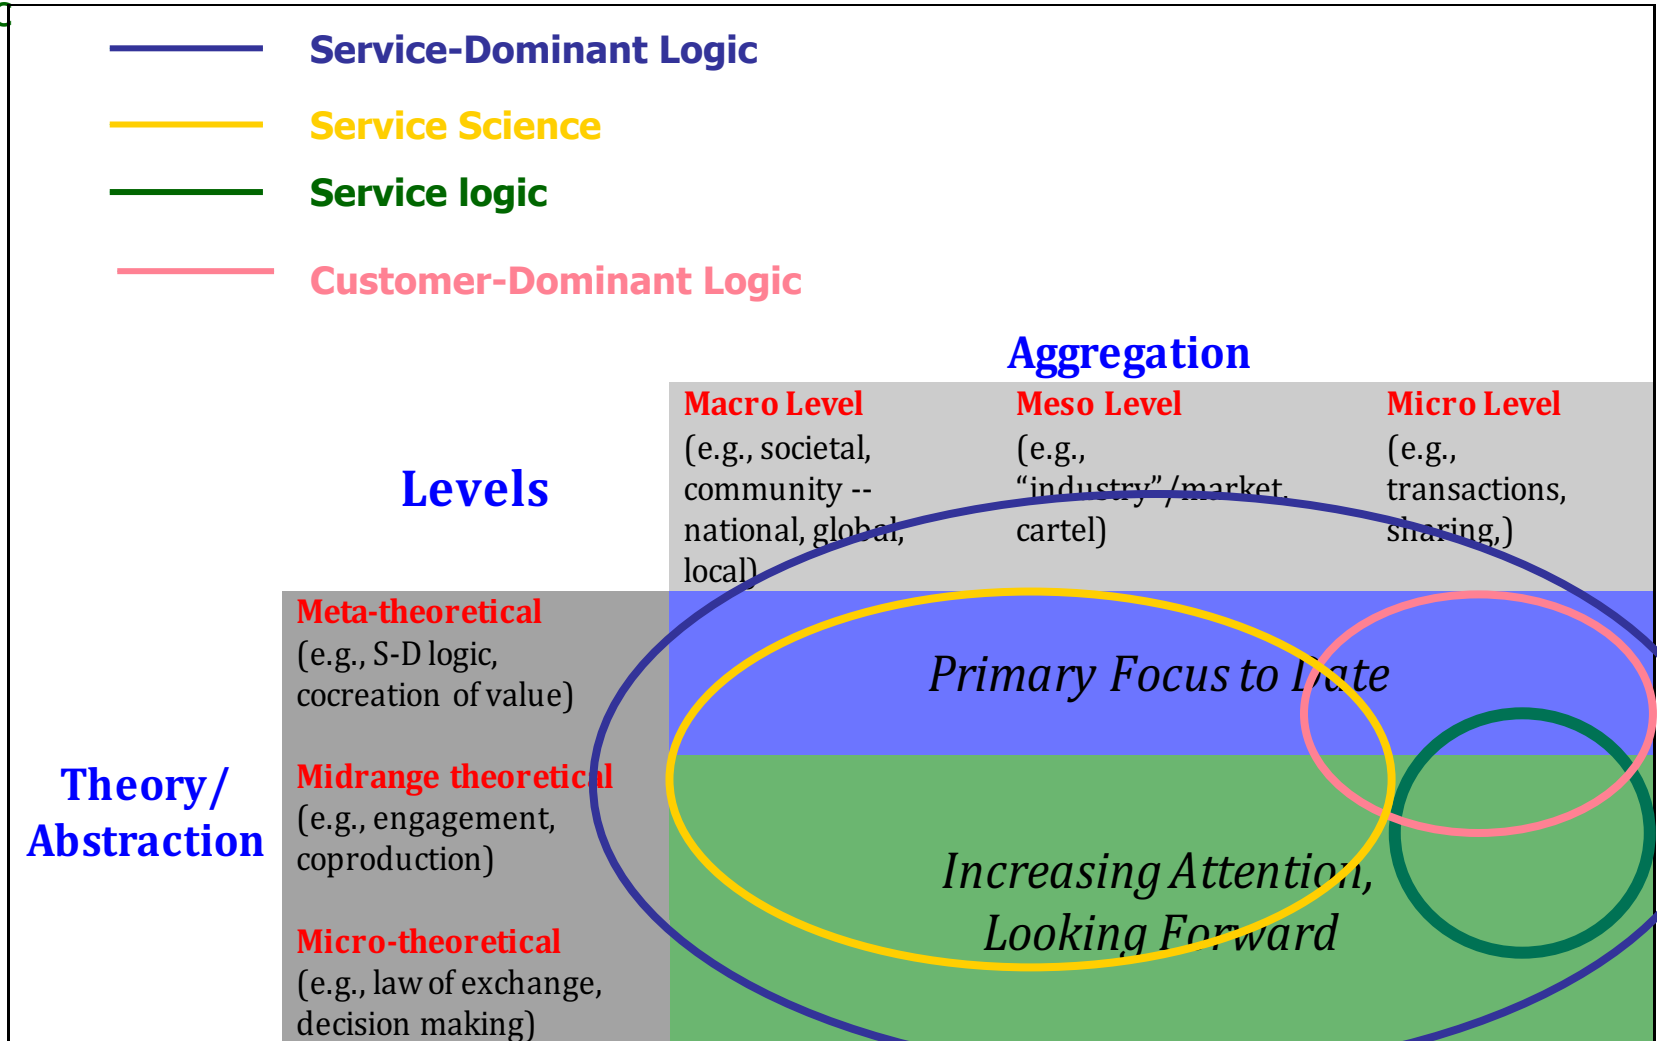 Service-Dominant Logic
Service Science
Service logic
Customer-Dominant Logic
Aggregation
Levels
Macro Level
(e.g., societal,
community --
national, global,
local)
Meso Level
(e.g.,
“industry”/market,
cartel)
Micro Level
(e.g.,
transactions,
sharing,)
Theory/
Abstraction
Meta-theoretical
(e.g., S-D logic,
cocreation of value)
Midrange theoretical
(e.g., engagement,
coproduction)
Micro-theoretical
(e.g., law of exchange,
decision making)
Primary Focus to Date
Increasing Attention,
Looking Forward